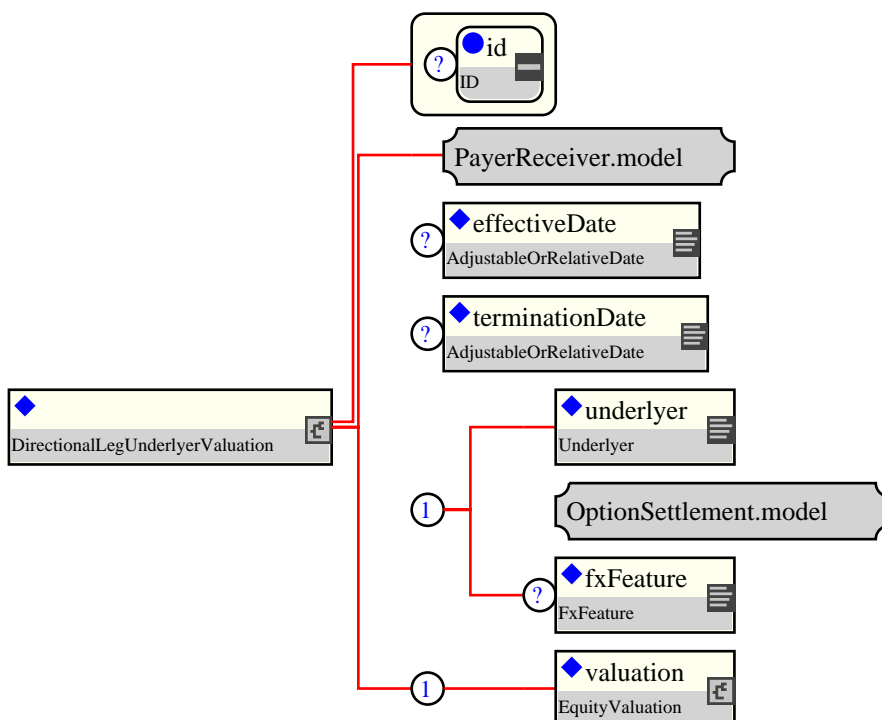 id
?
ID
PayerReceiver.model
effectiveDate
?
AdjustableOrRelativeDate
terminationDate
?
AdjustableOrRelativeDate
DirectionalLegUnderlyerValuation
underlyer
Underlyer
1
OptionSettlement.model
fxFeature
?
FxFeature
valuation
1
EquityValuation